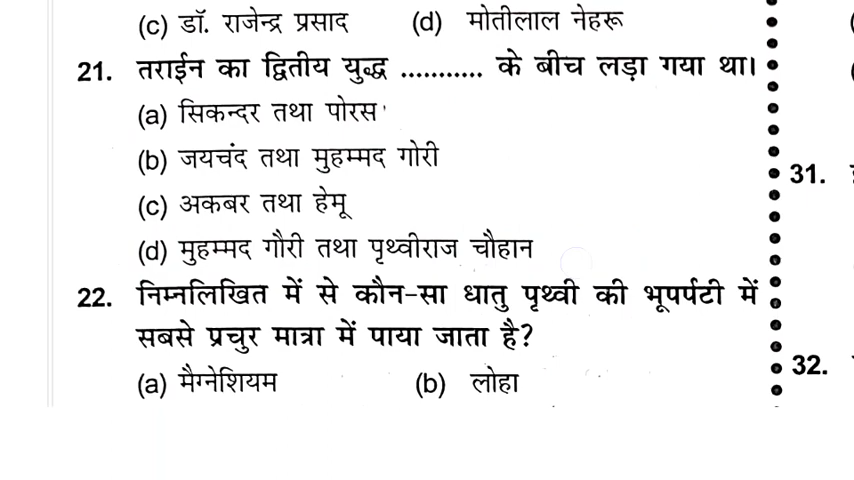 (c) डॉ. राजेन्द्र प्रसाद (d) मोतीलाल नेहरू
21. तराईन का द्वितीय युद्ध ........... के बीच लड़ा गया था।
(a) सिकन्दर तथा पोरस
(b) जयचंद तथा मुहम्मद गोरी
(c) अकबर तथा हेमू
(d) मुहम्मद गौरी तथा पृथ्वीराज चौहान
22. निम्नलिखित में से कौन-सा धातु पृथ्वी की भूपर्पटी में
सबसे प्रचुर मात्रा में पाया जाता है?
(a) मैग्नेशियम (b) लोहा
31.
32.